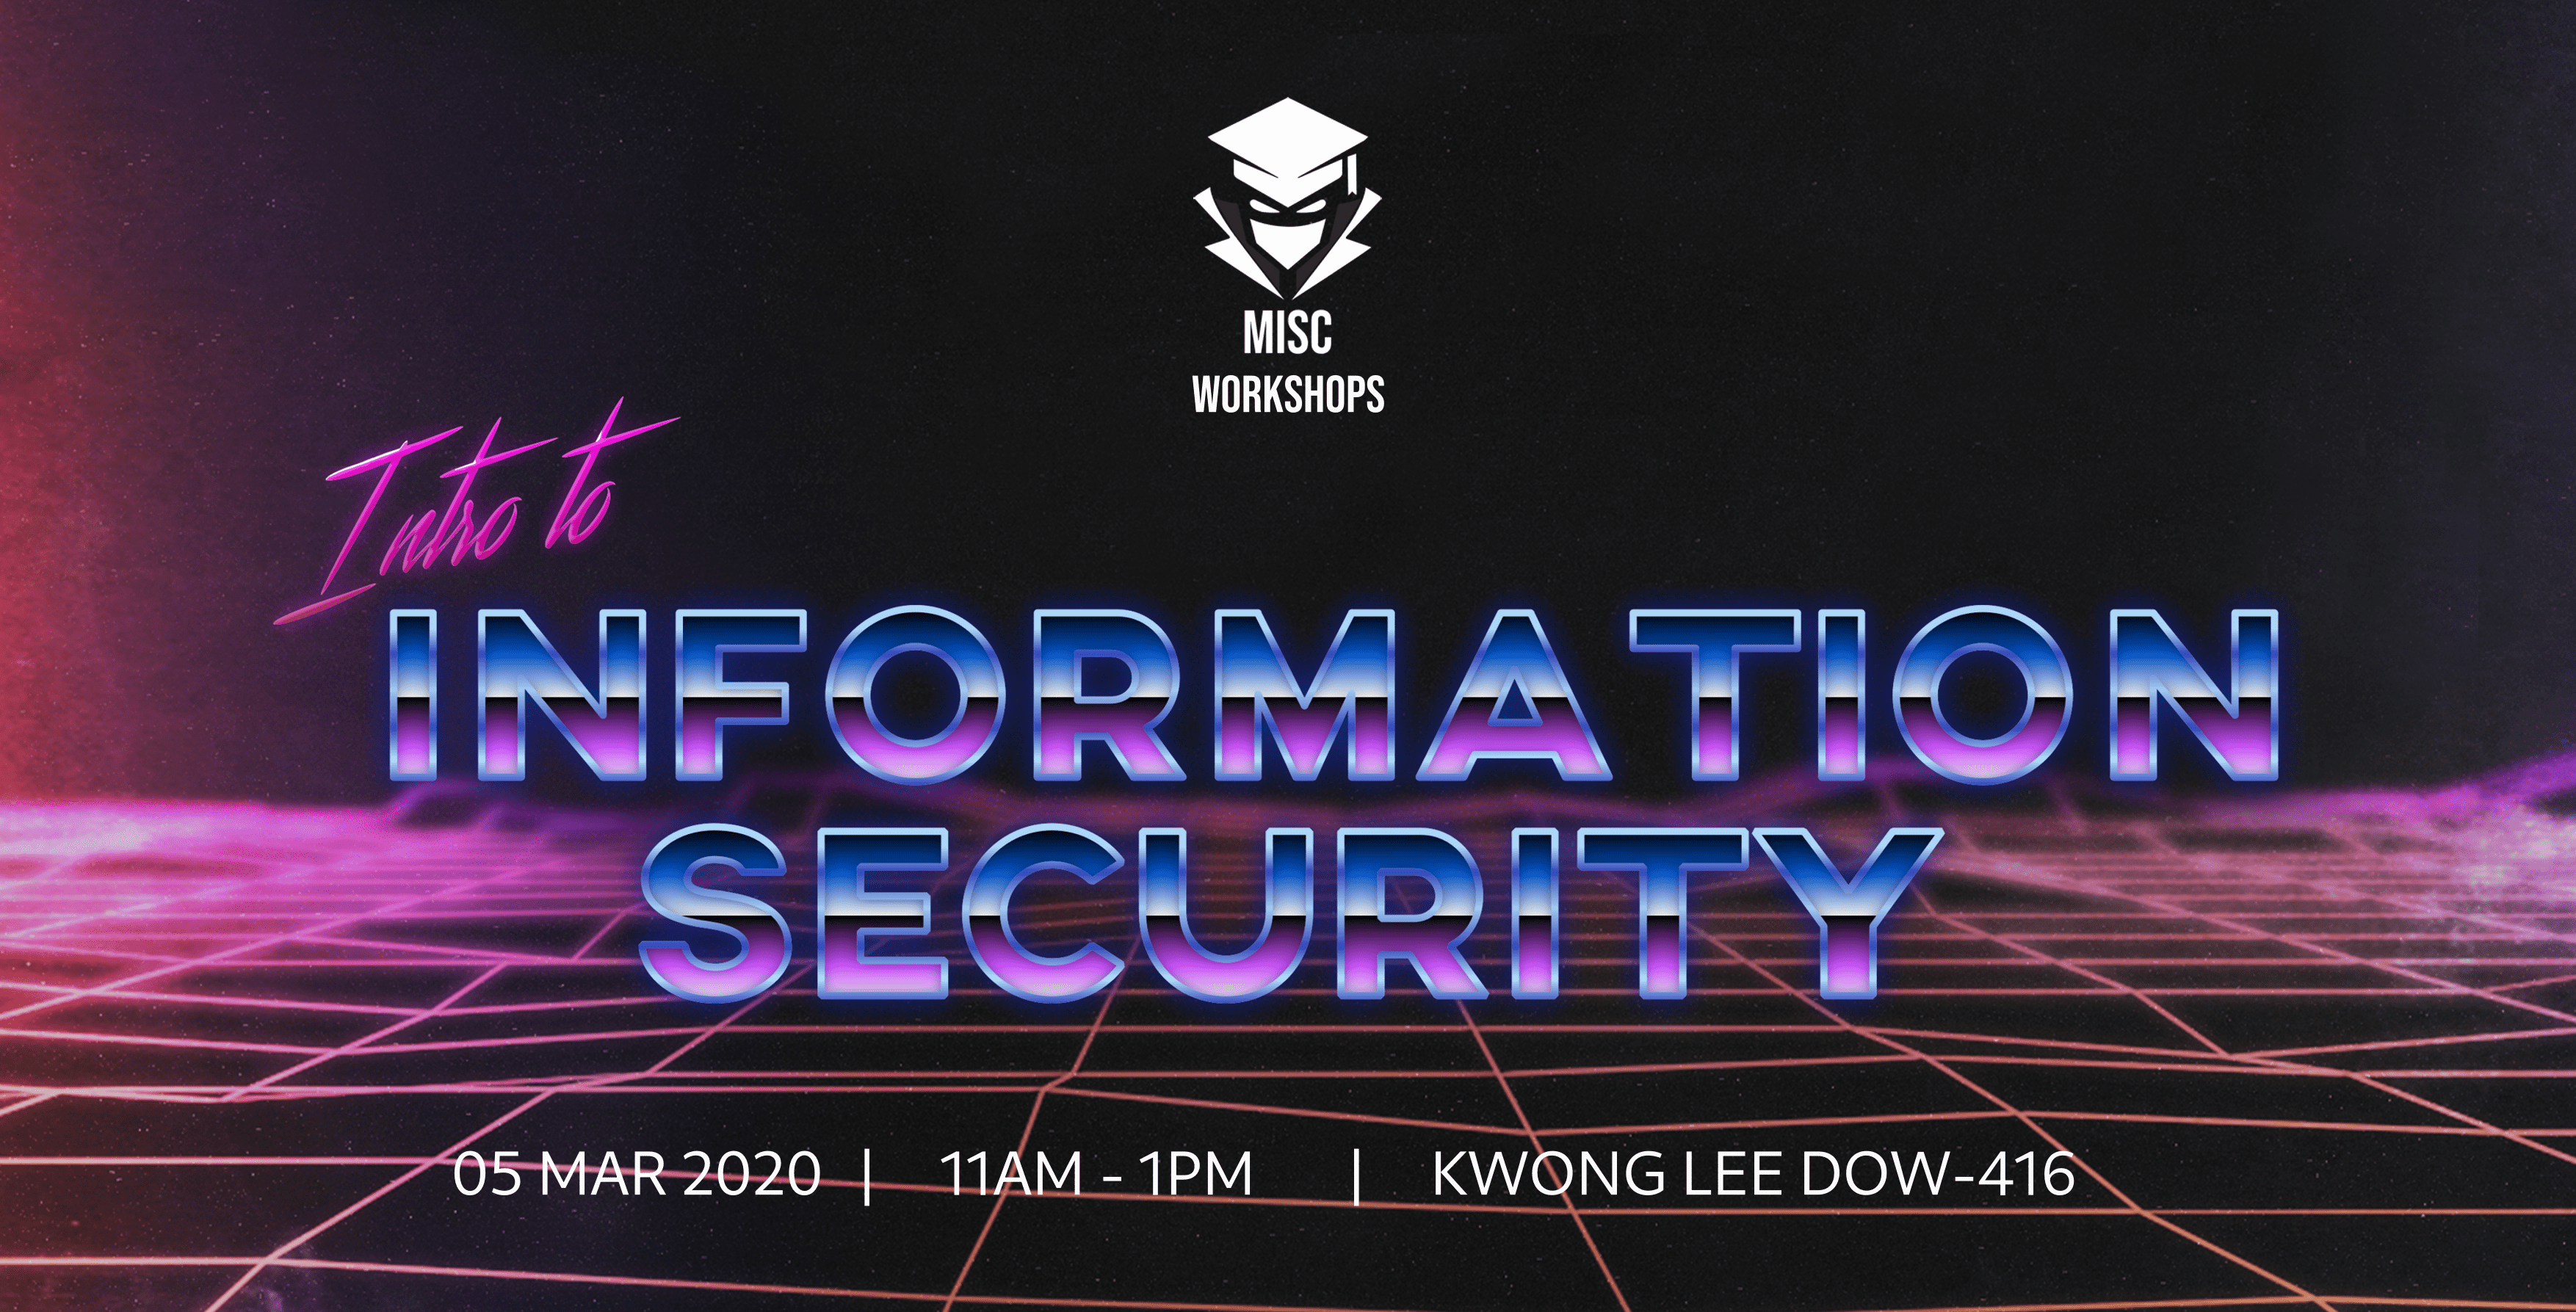 MISC
WORKSHOPS
Intro to
INFORMATION
SECURITY
05 MAR 2020 | 11AM - 1PM | KWONG LEE DOW-416